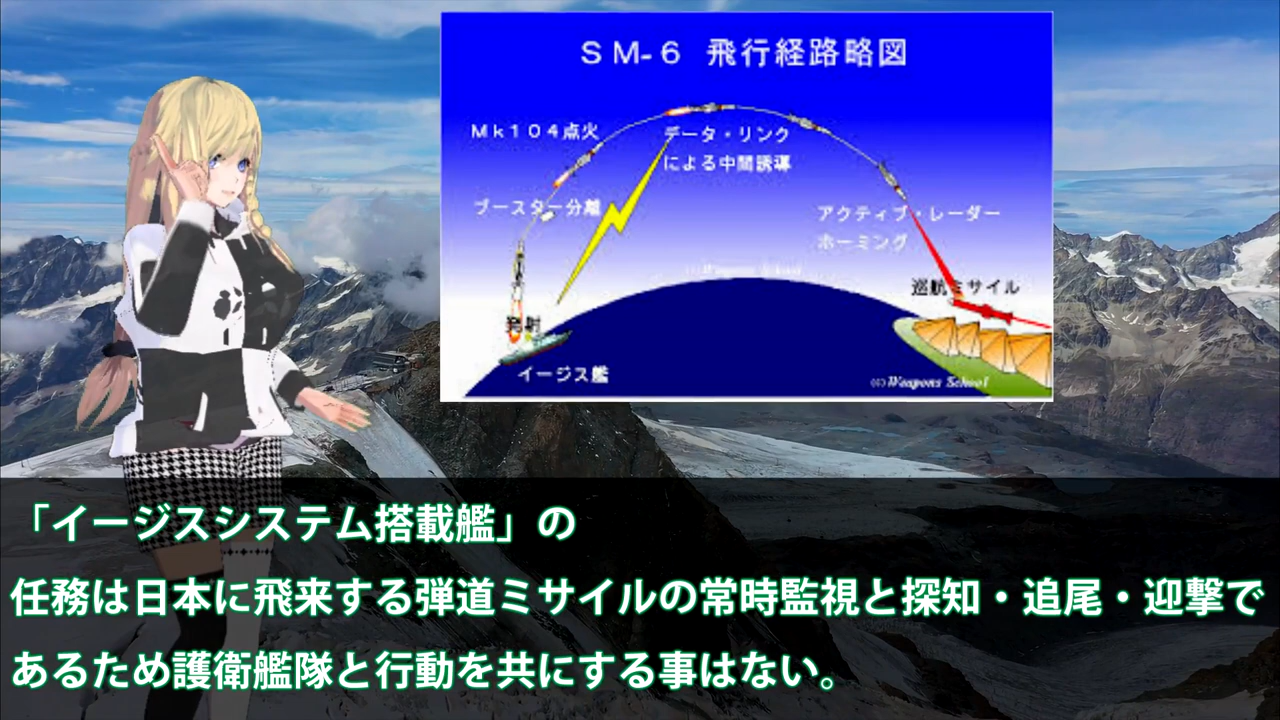 ＳＭ-６ 飛行経路略図
Ｍｋ１０４点火
データ・リンク
による中間誘導
ブースター分離
アクティブ・レーダー
ホーミング
巡航ミサイル
発射
イージス艦
(c) Weapons School
「イージスシステム搭載艦」の
任務は日本に飛来する弾道ミサイルの常時監視と探知・追尾・迎撃で
あるため護衛艦隊と行動を共にする事はない。